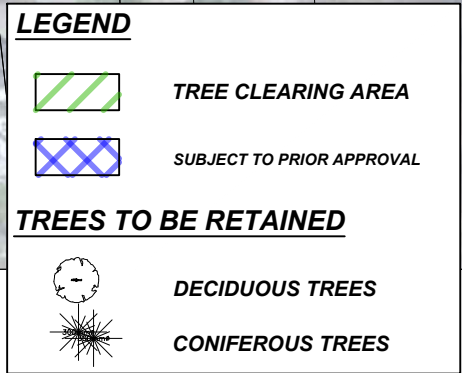 LEGEND
TREE CLEARING AREA
SUBJECT TO PRIOR APPROVAL
TREES TO BE RETAINED
DECIDUOUS TREES
CONIFEROUS TREES